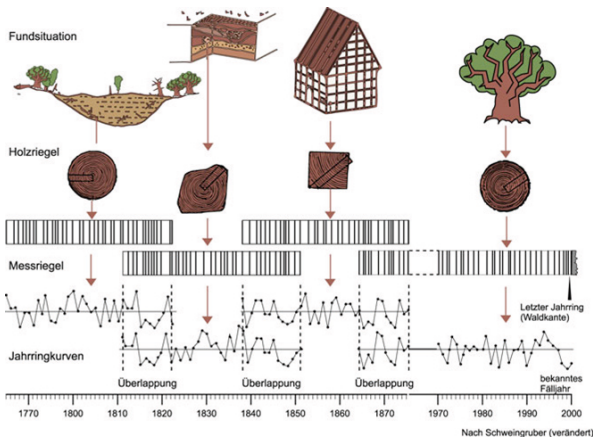 Fundsituation
Holzriegel
Messriegel
Letzter Jahrring
(Waldkante)
Jahrringkurven
Überlappung
Überlappung
Überlappung
bekanntes
Fälljahr
1770 1780 1790 1800 1810 1820 1830 1840 1850 1860 1870 1970 1980 1990 2000
Nach Schweingruber (verändert)